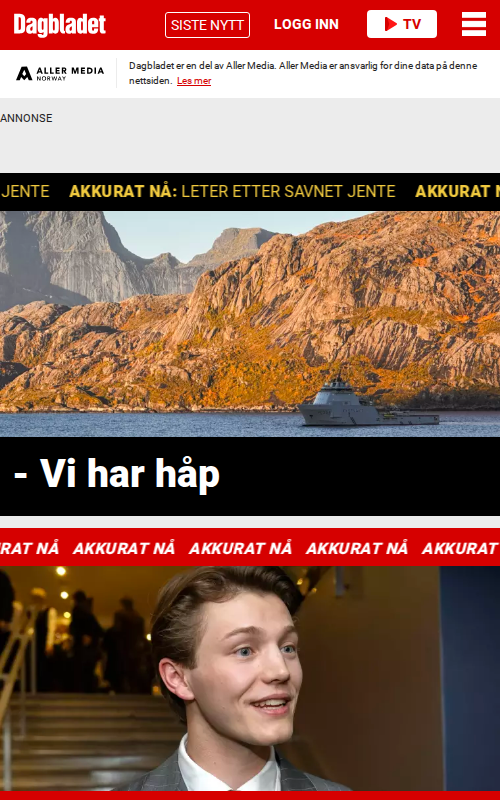 Dagbladet
SISTE NYTT
LOGG INN
TV
ALLER MEDIA
NORWAY
Dagbladet er en del av Aller Media. Aller Media er ansvarlig for dine data på denne
nettsiden. Les mer
ANNONSE
JENTE AKKURAT NÅ: LETER ETTER SAVNET JENTE AKKURAT
- Vi har håp
RAT NÅ AKKURAT NÅ AKKURAT NÅ AKKURAT NÅ AKKURAT